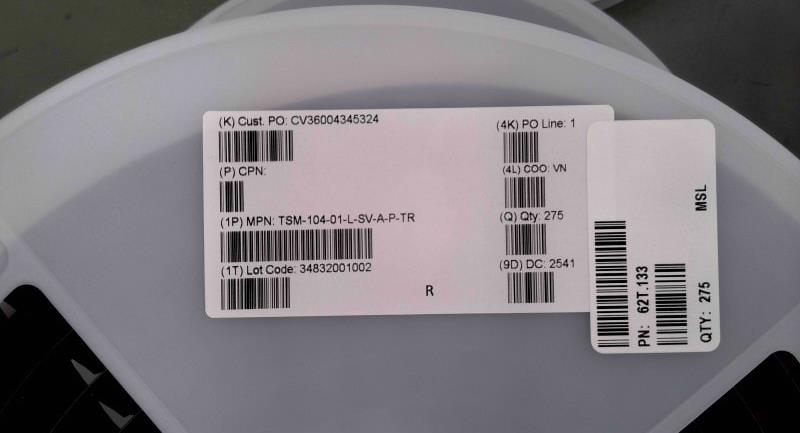 (K) Cust. PO: CV36004345324
(4K) PO Line: 1
(P) CPN:
(4L) COO: VN
(1P) MPN: TSM-104-01-L-SV-A-P-TR
(Q) Qty: 275
(1T) Lot Code: 34832001002
(9D) DC: 2541
R
PN: 62T.133
QTY: 275
MSL